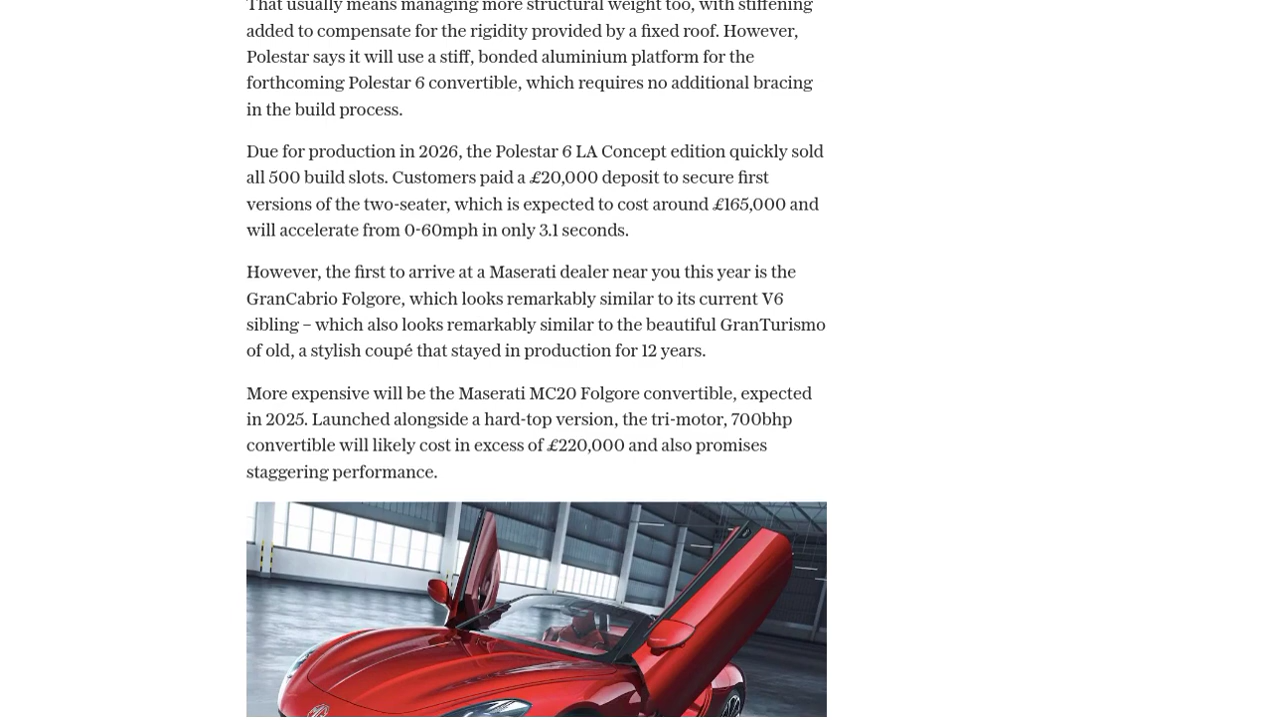 That usually means managing more structural weight too, with stiffening
added to compensate for the rigidity provided by a fixed roof. However,
Polestar says it will use a stiff, bonded aluminium platform for the
forthcoming Polestar 6 convertible, which requires no additional bracing
in the build process.
Due for production in 2026, the Polestar 6 LA Concept edition quickly sold
all 500 build slots. Customers paid a £20,000 deposit to secure first
versions of the two-seater, which is expected to cost around £165,000 and
will accelerate from 0-60mph in only 3.1 seconds.
However, the first to arrive at a Maserati dealer near you this year is the
GranCabrio Folgore, which looks remarkably similar to its current V6
sibling – which also looks remarkably similar to the beautiful GranTurismo
of old, a stylish coupé that stayed in production for 12 years.
More expensive will be the Maserati MC20 Folgore convertible, expected
in 2025. Launched alongside a hard-top version, the tri-motor, 700bhp
convertible will likely cost in excess of £220,000 and also promises
staggering performance.